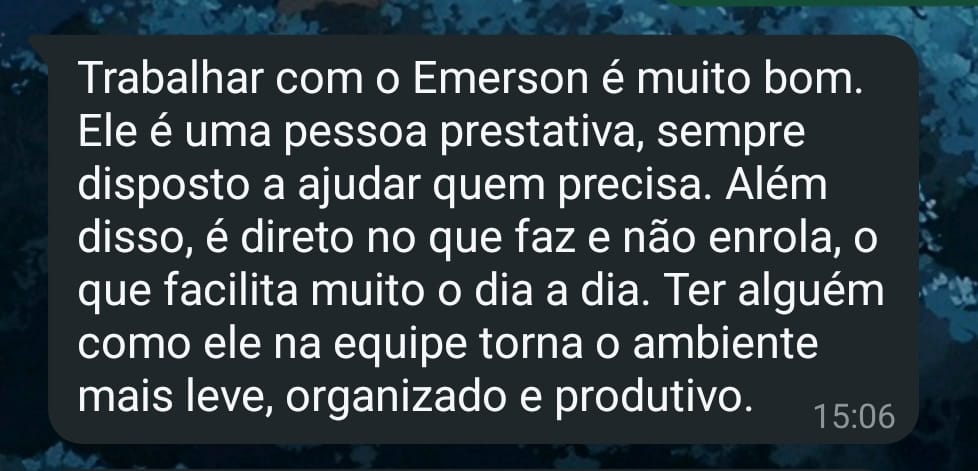 Trabalhar com o Emerson é muito bom.
Ele é uma pessoa prestativa, sempre
disposto a ajudar quem precisa. Além
disso, é direto no que faz e não enrola, o
que facilita muito o dia a dia. Ter alguém
como ele na equipe torna o ambiente
mais leve, organizado e produtivo.
15:06